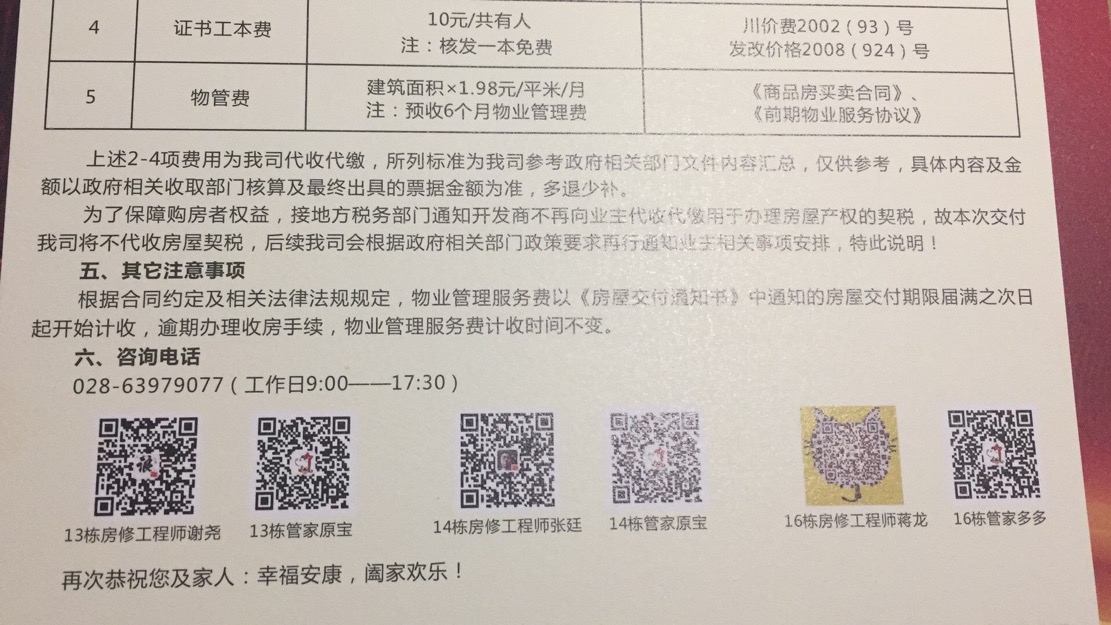 4 证书工本费 10元/共有人 川价费2002（93）号
注：核发一本免费 发改价格2008（924）号
5 物管费 建筑面积×1.98元/平米/月 《商品房买卖合同》、
注：预收6个月物业管理费 《前期物业服务协议》
上述2-4项费用为我司代收代缴，所列标准为我司参考政府相关部门文件内容汇总，仅供参考，具体内容及金
额以政府相关收取部门核算及最终出具的票据金额为准，多退少补。
为了保障购房者权益，接地方税务部门通知开发商不再向业主代收代缴用于办理房屋产权的契税，故本次交付
我司将不代收房屋契税，后续我司会根据政府相关部门政策要求再行通知业主相关事项安排，特此说明！
五、其它注意事项
根据合同约定及相关法律法规规定，物业管理服务费以《房屋交付通知书》中通知的房屋交付期限届满之次日
起开始计收，逾期办理收房手续，物业管理服务费计收时间不变。
六、咨询电话
028-63979077（工作日9:00——17:30）
13栋房修工程师谢尧 13栋管家原宝 14栋房修工程师张廷 14栋管家原宝 16栋房修工程师蒋龙 16栋管家多多
再次恭祝您及家人：幸福安康，阖家欢乐！